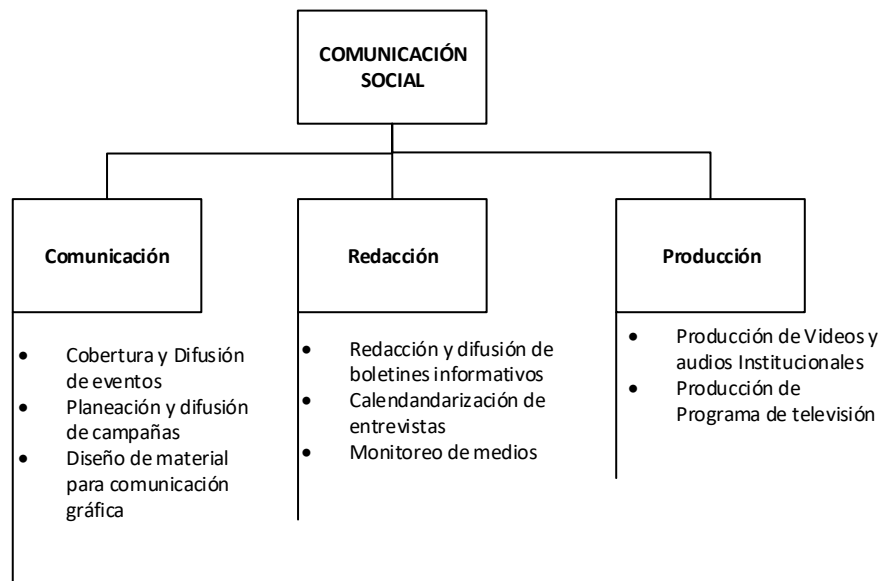 COMUNICACIÓN
SOCIAL
Comunicación
Redacción
Producción
• Cobertura y Difusión
de eventos
• Planeación y difusión
de campañas
• Diseño de material
para comunicación
gráfica
• Redacción y difusión de
boletines informativos
• Calendandarización de
entrevistas
• Monitoreo de medios
• Producción de Videos y
audios Institucionales
• Producción de
Programa de televisión